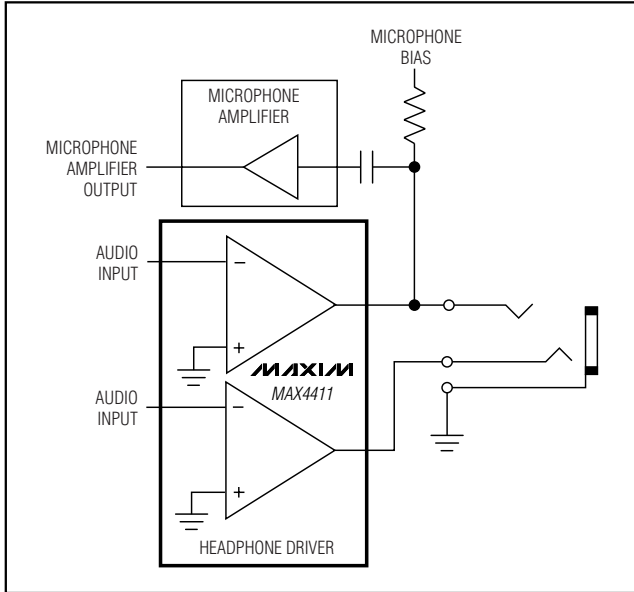 MICROPHONE
BIAS
MICROPHONE
AMPLIFIER
MICROPHONE
AMPLIFIER
OUTPUT
AUDIO
INPUT
−
+
MAXIM
MAX4411
AUDIO
INPUT
−
+
HEADPHONE DRIVER